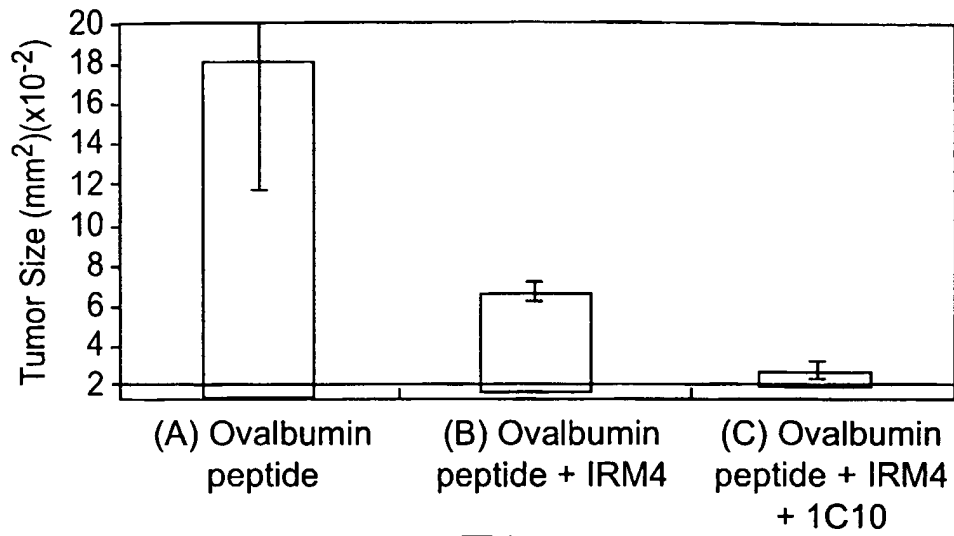 Tumor Size (mm²)(x10⁻²)
20
18
16
14
12
10
8
6
4
2
(A) Ovalbumin
peptide
(B) Ovalbumin
peptide + IRM4
(C) Ovalbumin
peptide + IRM4
+ 1C10